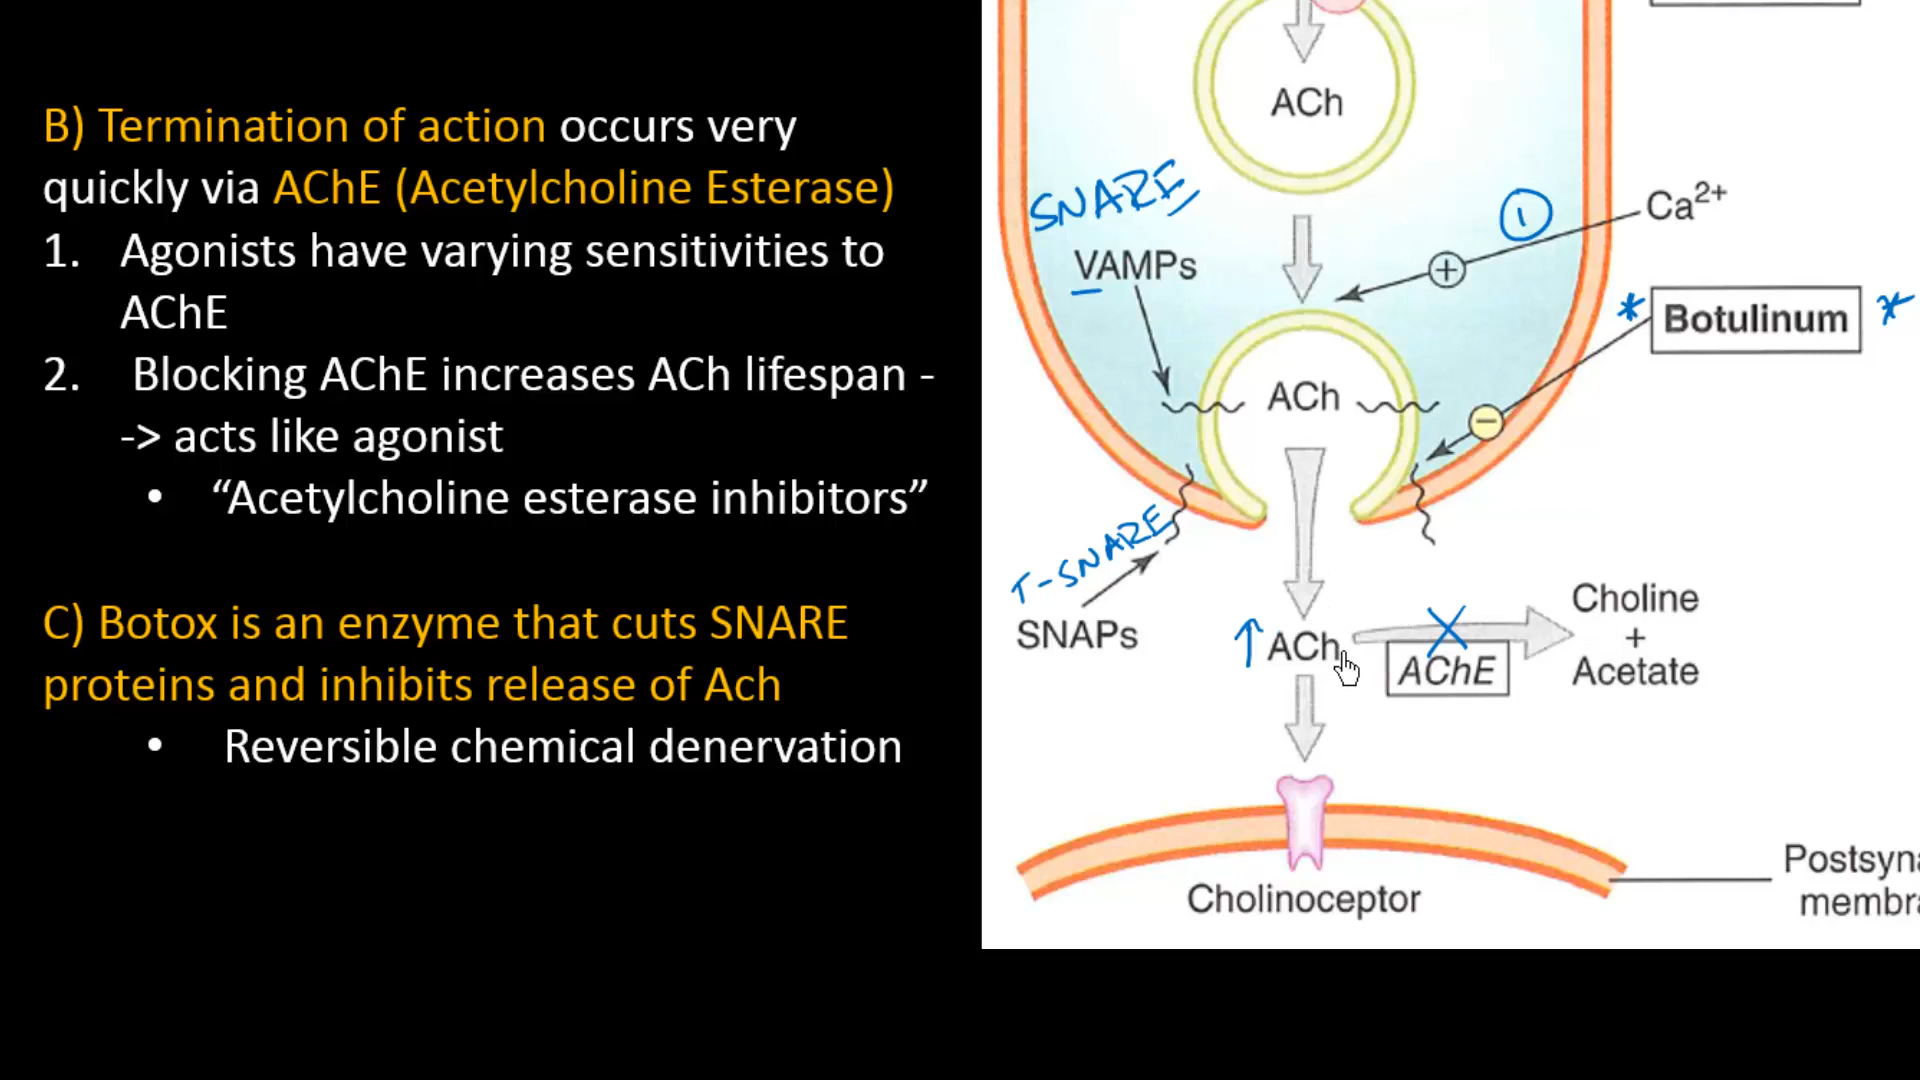 B) Termination of action occurs very
quickly via AChE (Acetylcholine Esterase)
1. Agonists have varying sensitivities to
AChE
2. Blocking AChE increases ACh lifespan -
-> acts like agonist
• “Acetylcholine esterase inhibitors”
C) Botox is an enzyme that cuts SNARE
proteins and inhibits release of Ach
• Reversible chemical denervation
ACh
SNARE
1
Ca2+
VAMPs
+
* Botulinum *
ACh
−
T-SNARE
SNAPs
↑ ACh
X
AChE
Choline
+
Acetate
Cholinoceptor
Postsyna
membra